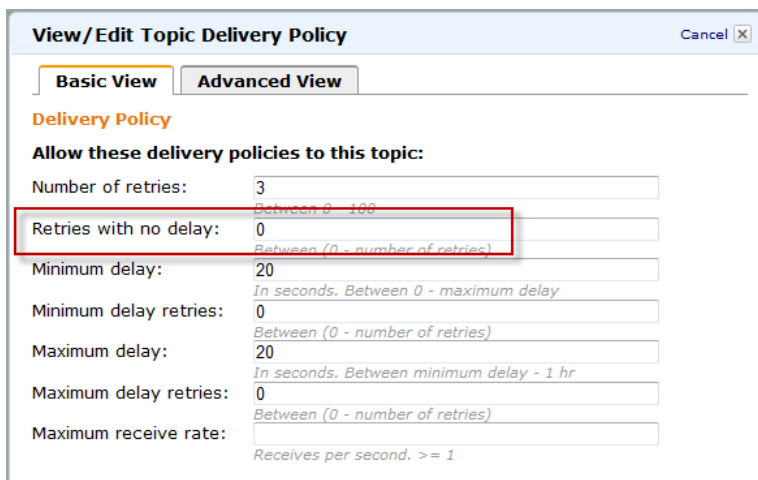 View/Edit Topic Delivery Policy Cancel
Basic View Advanced View
Delivery Policy
Allow these delivery policies to this topic:
Number of retries: 3
Between 0 - 100
Retries with no delay: 0
Between (0 - number of retries)
Minimum delay: 20
In seconds. Between 0 - maximum delay
Minimum delay retries: 0
Between (0 - number of retries)
Maximum delay: 20
In seconds. Between minimum delay - 1 hr
Maximum delay retries: 0
Between (0 - number of retries)
Maximum receive rate:
Receives per second. >= 1